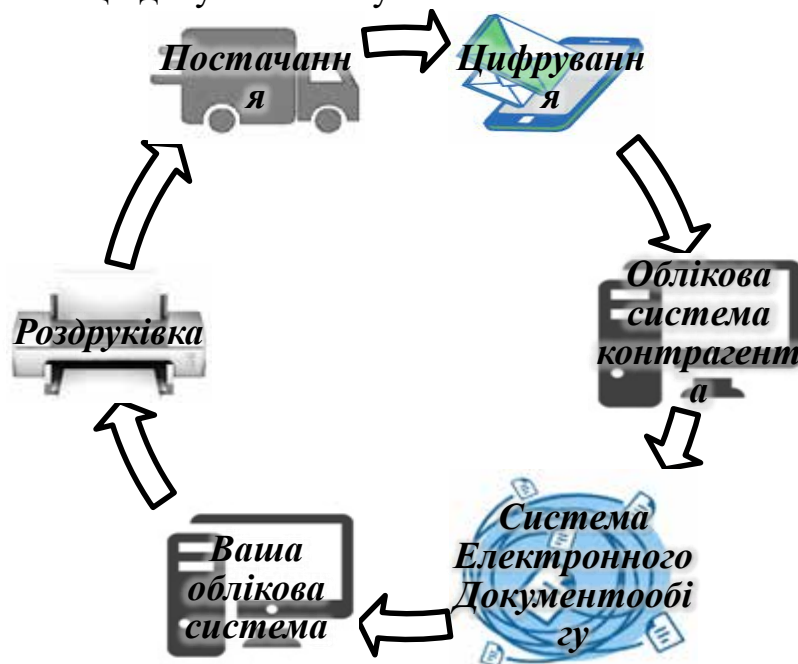 Постачанн
я
Цифруванн
я
Облікова
система
контрагент
а
Система
Електронного
Документообі
гу
Ваша
облікова
система
Роздруківка